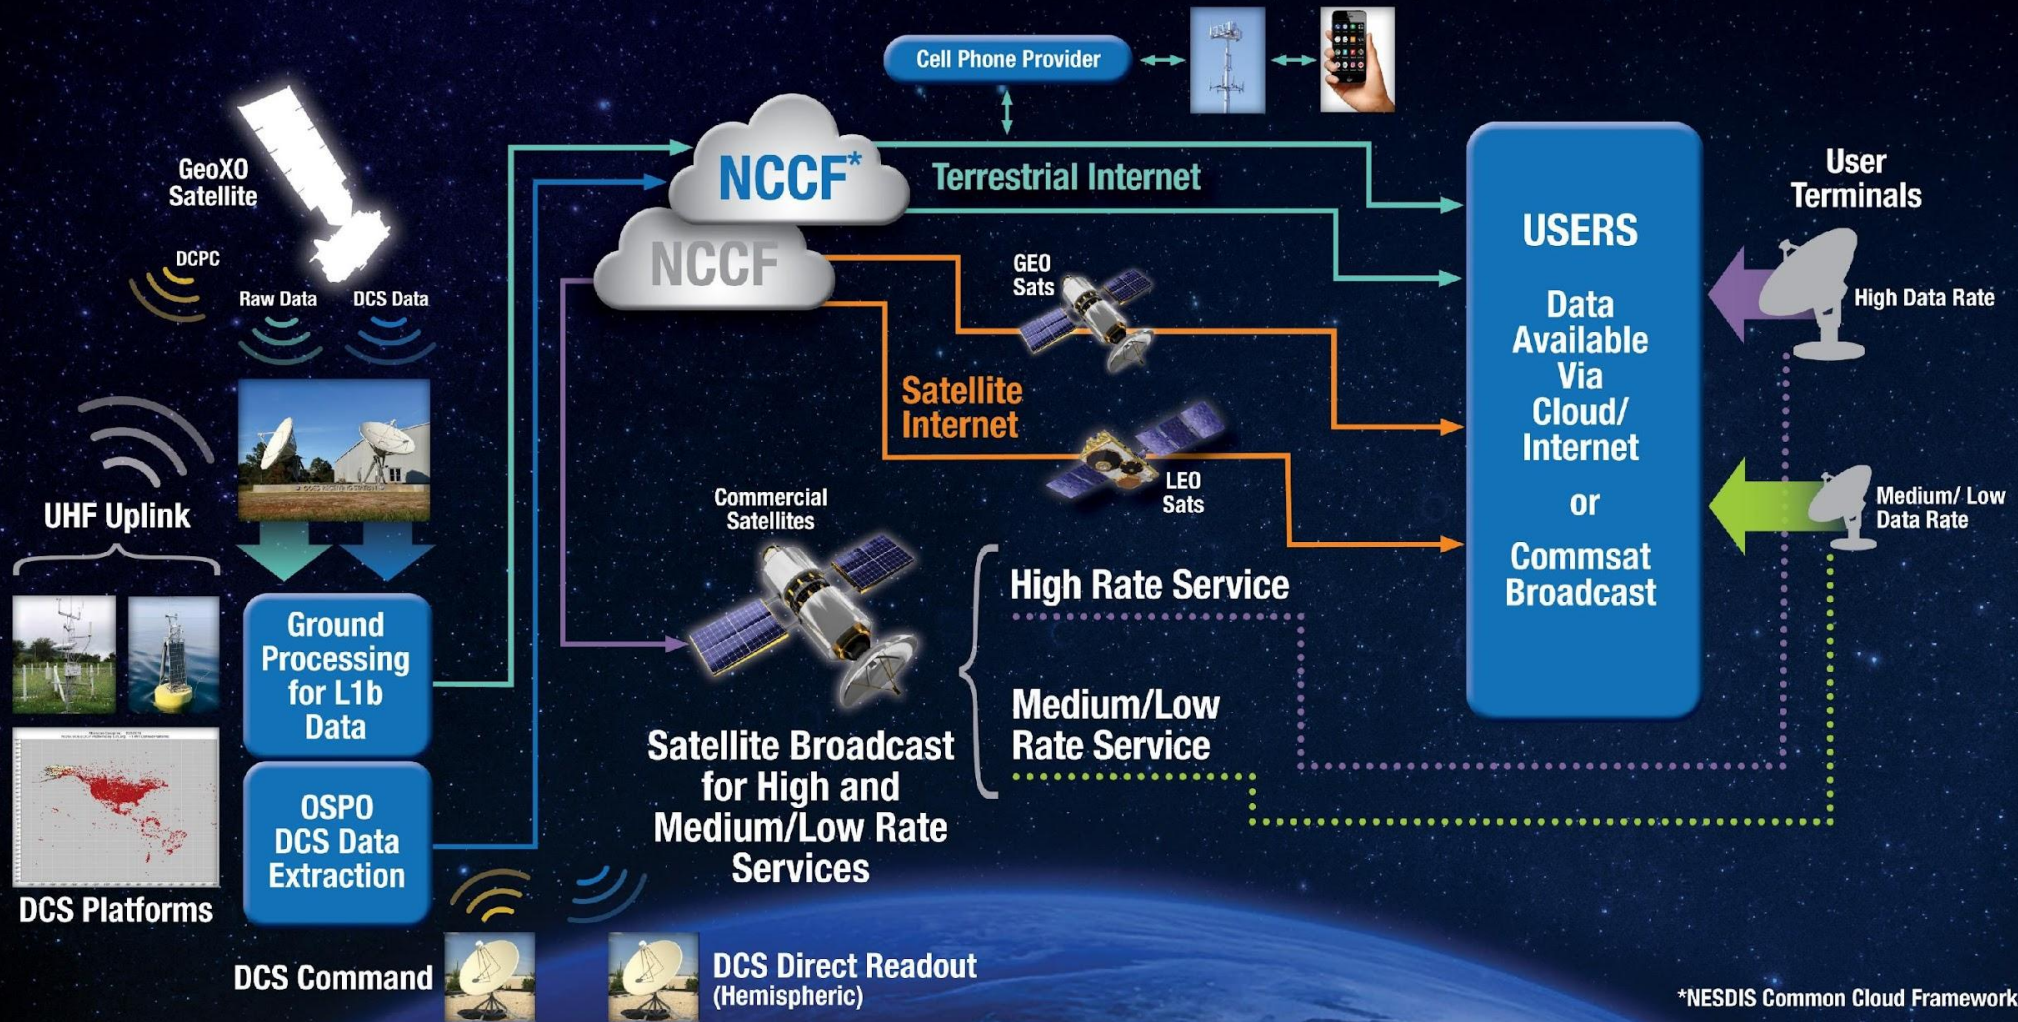 Cell Phone Provider
GeoXO
Satellite
NCCF*
Terrestrial Internet
User
Terminals
USERS
DCPC
NCCF
GEO
Sats
Raw Data
DCS Data
Data
Available
Via
Cloud/
Internet
or
Commsat
Broadcast
High Data Rate
Satellite
Internet
LEO
Sats
Commercial
Satellites
Medium/ Low
Data Rate
UHF Uplink
High Rate Service
Ground
Processing
for L1b
Data
Medium/Low
Rate Service
Satellite Broadcast
for High and
Medium/Low Rate
Services
OSPO
DCS Data
Extraction
DCS Platforms
DCS Command
DCS Direct Readout
(Hemispheric)
*NESDIS Common Cloud Framework